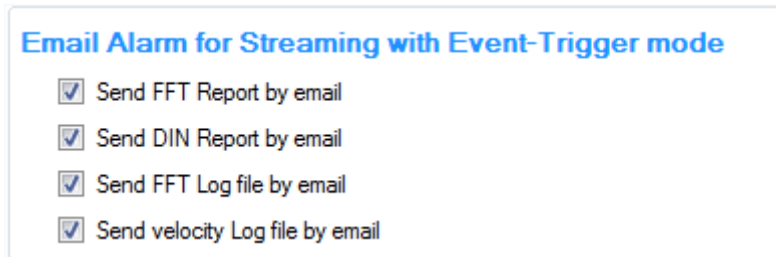 Email Alarm for Streaming with Event-Trigger mode
Send FFT Report by email
Send DIN Report by email
Send FFT Log file by email
Send velocity Log file by email